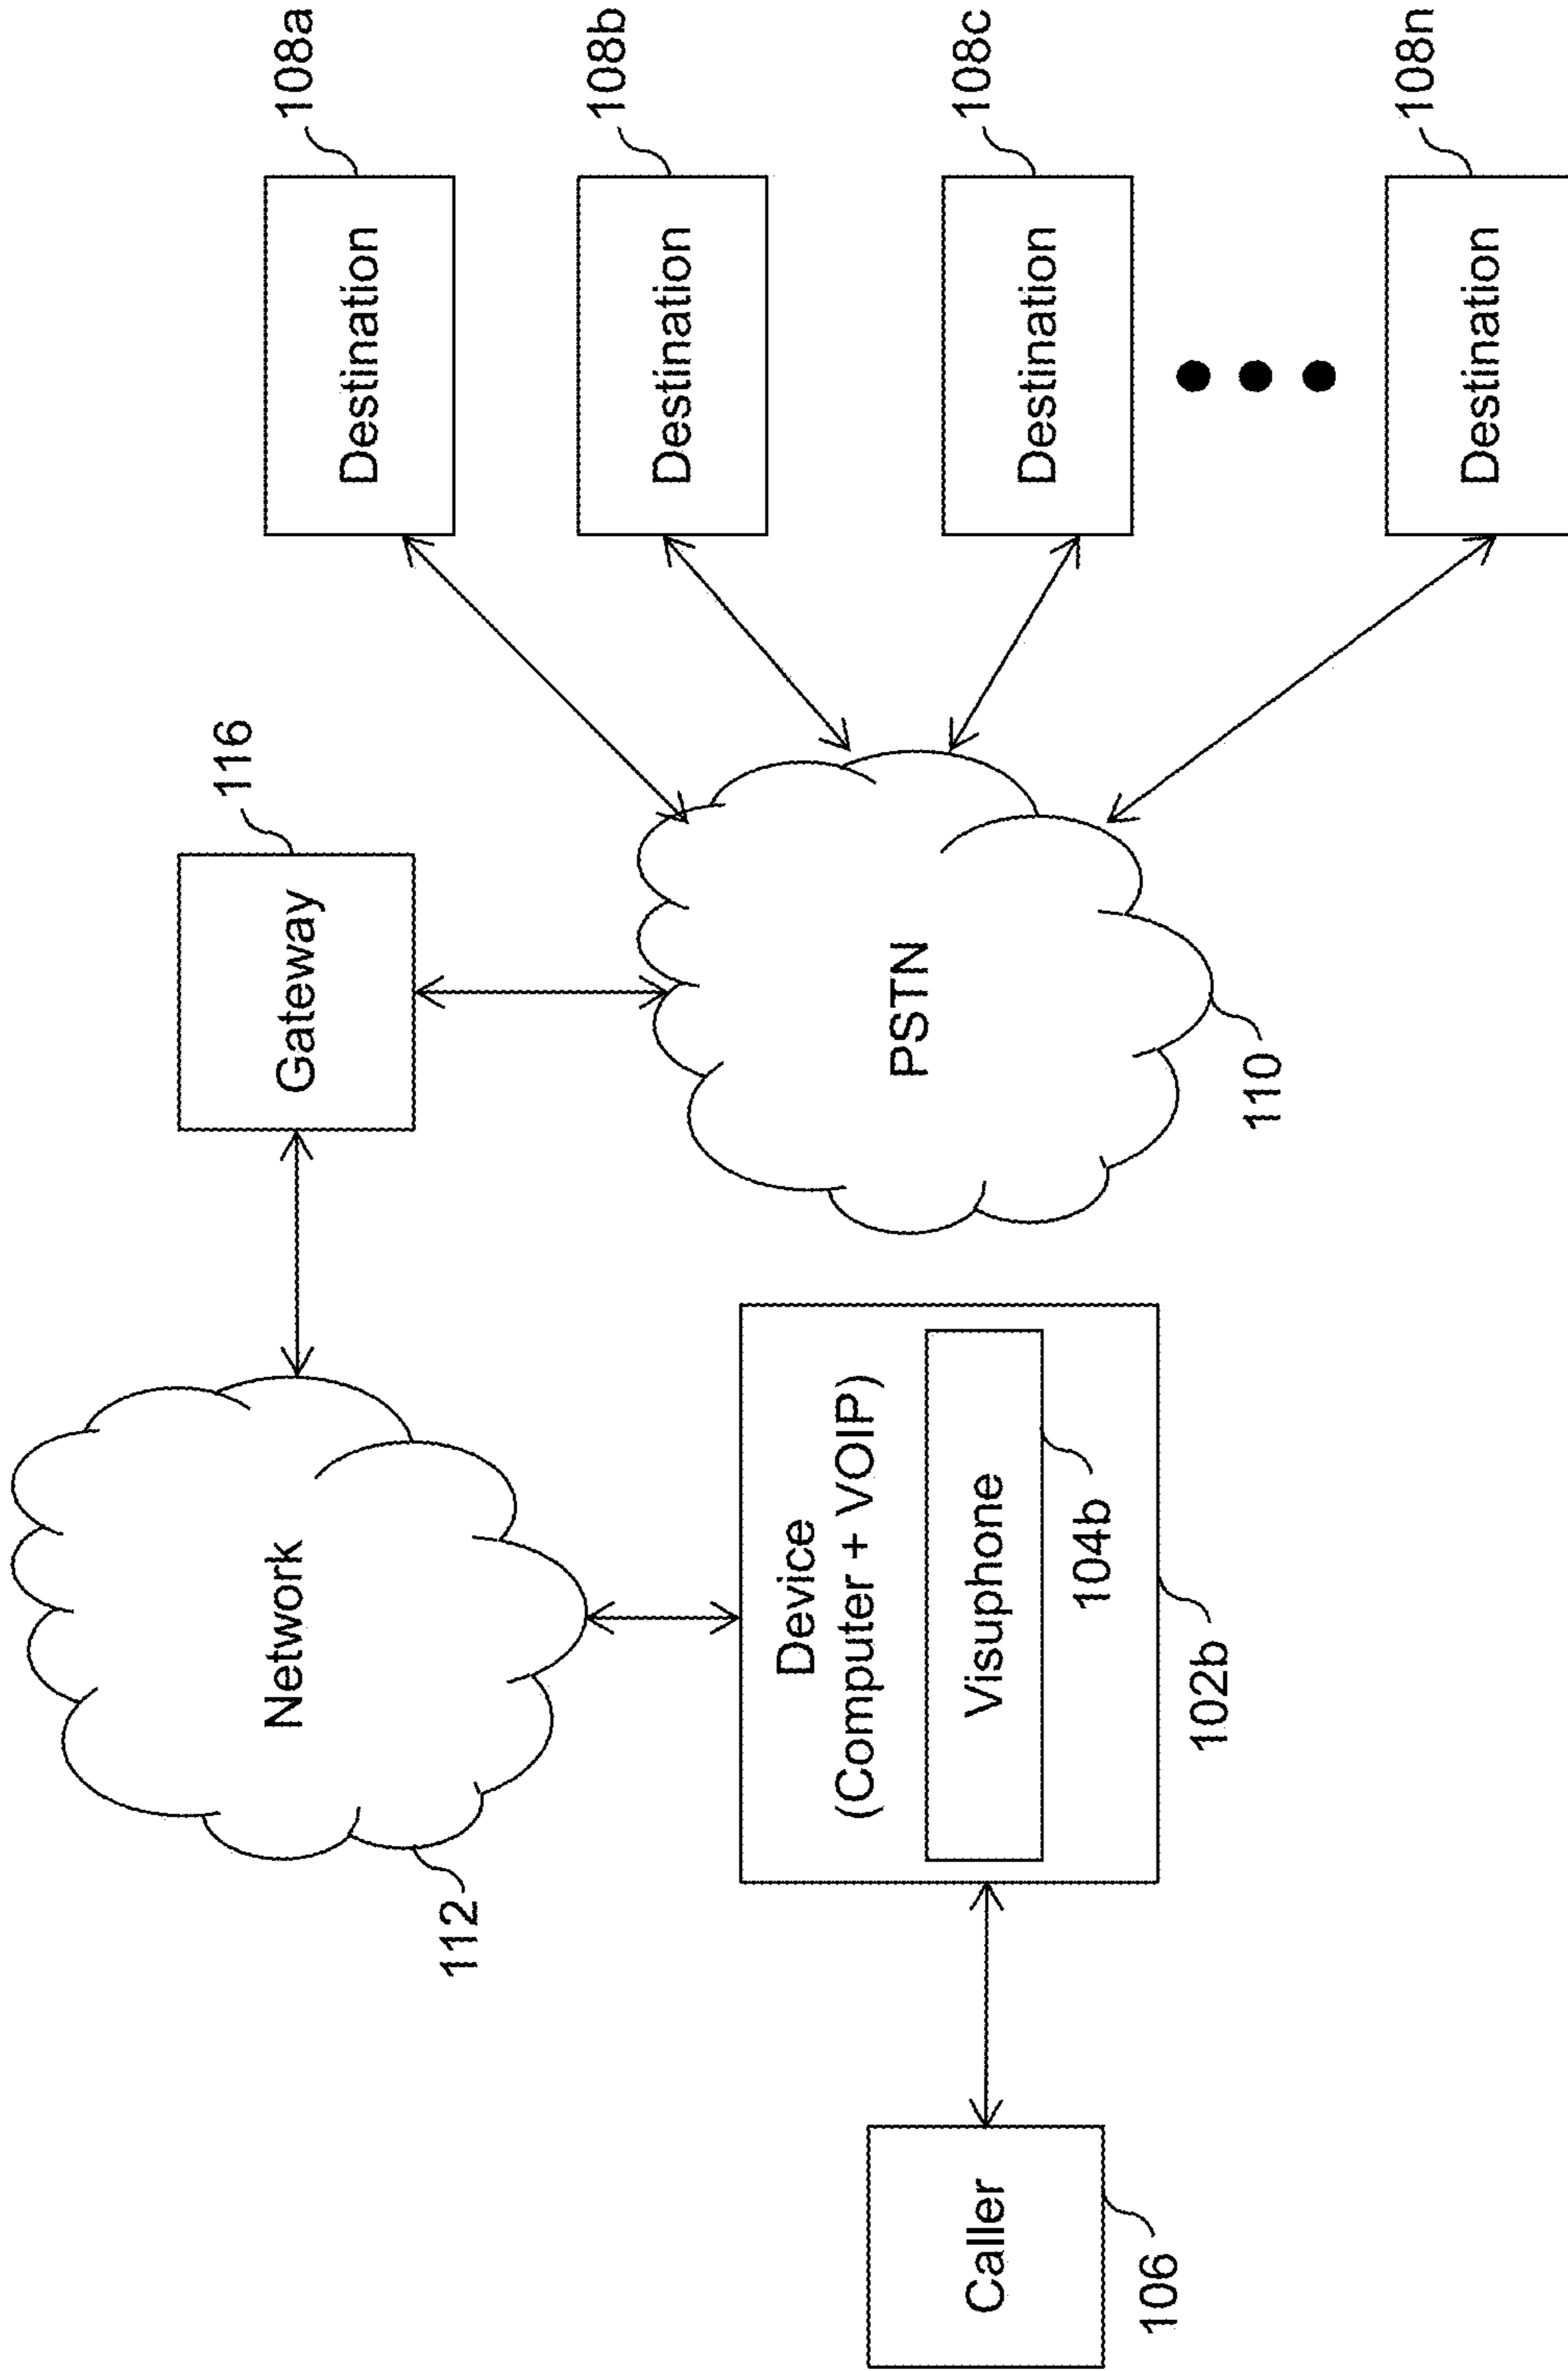 Network
112
Gateway
116
Device
(Computer + VOIP)
Visuphone
104b
102b
Caller
106
PSTN
110
Destination
108a
Destination
108b
Destination
108c
Destination
108n